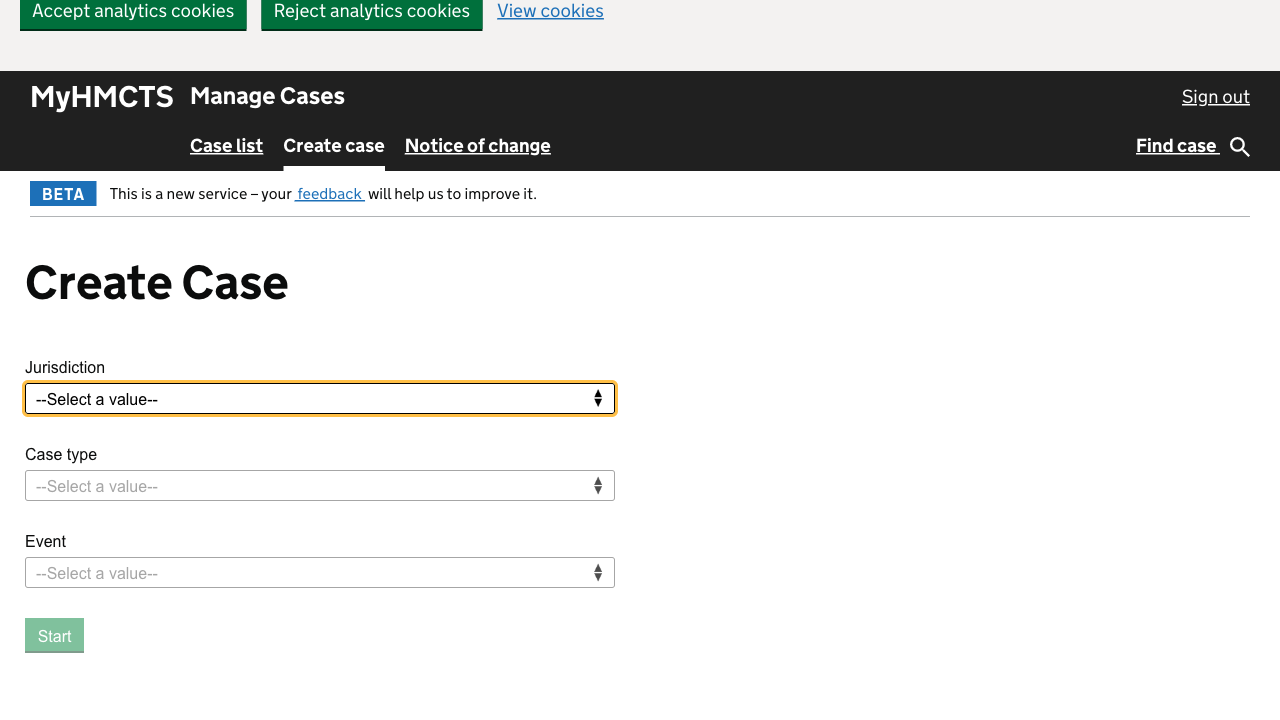 Accept analytics cookies Reject analytics cookies View cookies
MyHMCTS Manage Cases Sign out
Case list Create case Notice of change Find case
BETA This is a new service – your feedback will help us to improve it.
Create Case
Jurisdiction
--Select a value--
Case type
--Select a value--
Event
--Select a value--
Start